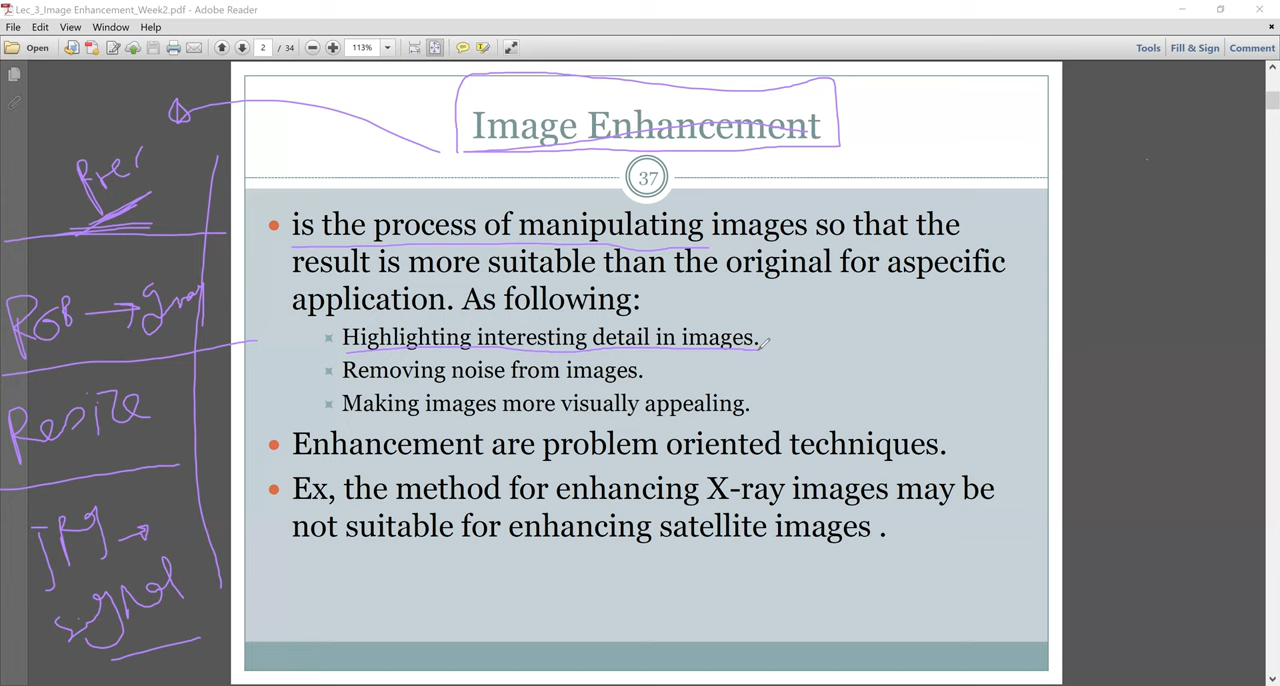 Lec_3_Image Enhancement_Week2.pdf - Adobe Reader
File Edit View Window Help
Open 2 / 34 113% Tools Fill & Sign Comment
Image Enhancement
37
is the process of manipulating images so that the
result is more suitable than the original for aspecific
application. As following:
Highlighting interesting detail in images.
Removing noise from images.
Making images more visually appealing.
Enhancement are problem oriented techniques.
Ex, the method for enhancing X-ray images may be
not suitable for enhancing satellite images .
RGB → gray
Resize
JPG →
signal